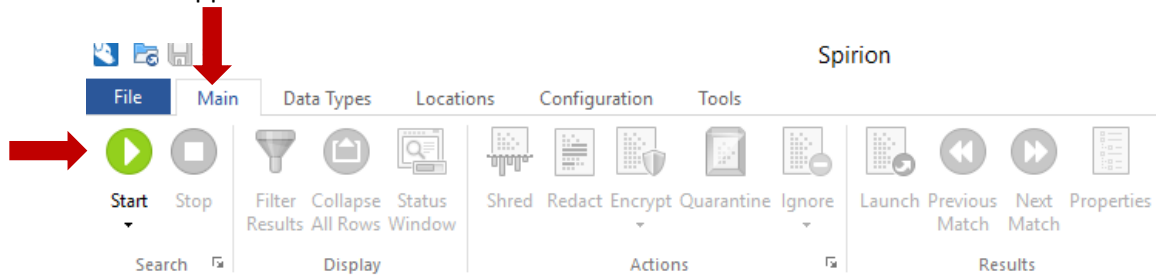 Spirion
File Main Data Types Locations Configuration Tools
Start Stop Filter Collapse Status Shred Redact Encrypt Quarantine Ignore Launch Previous Next Properties
Results All Rows Window Match Match
Search Display Actions Results